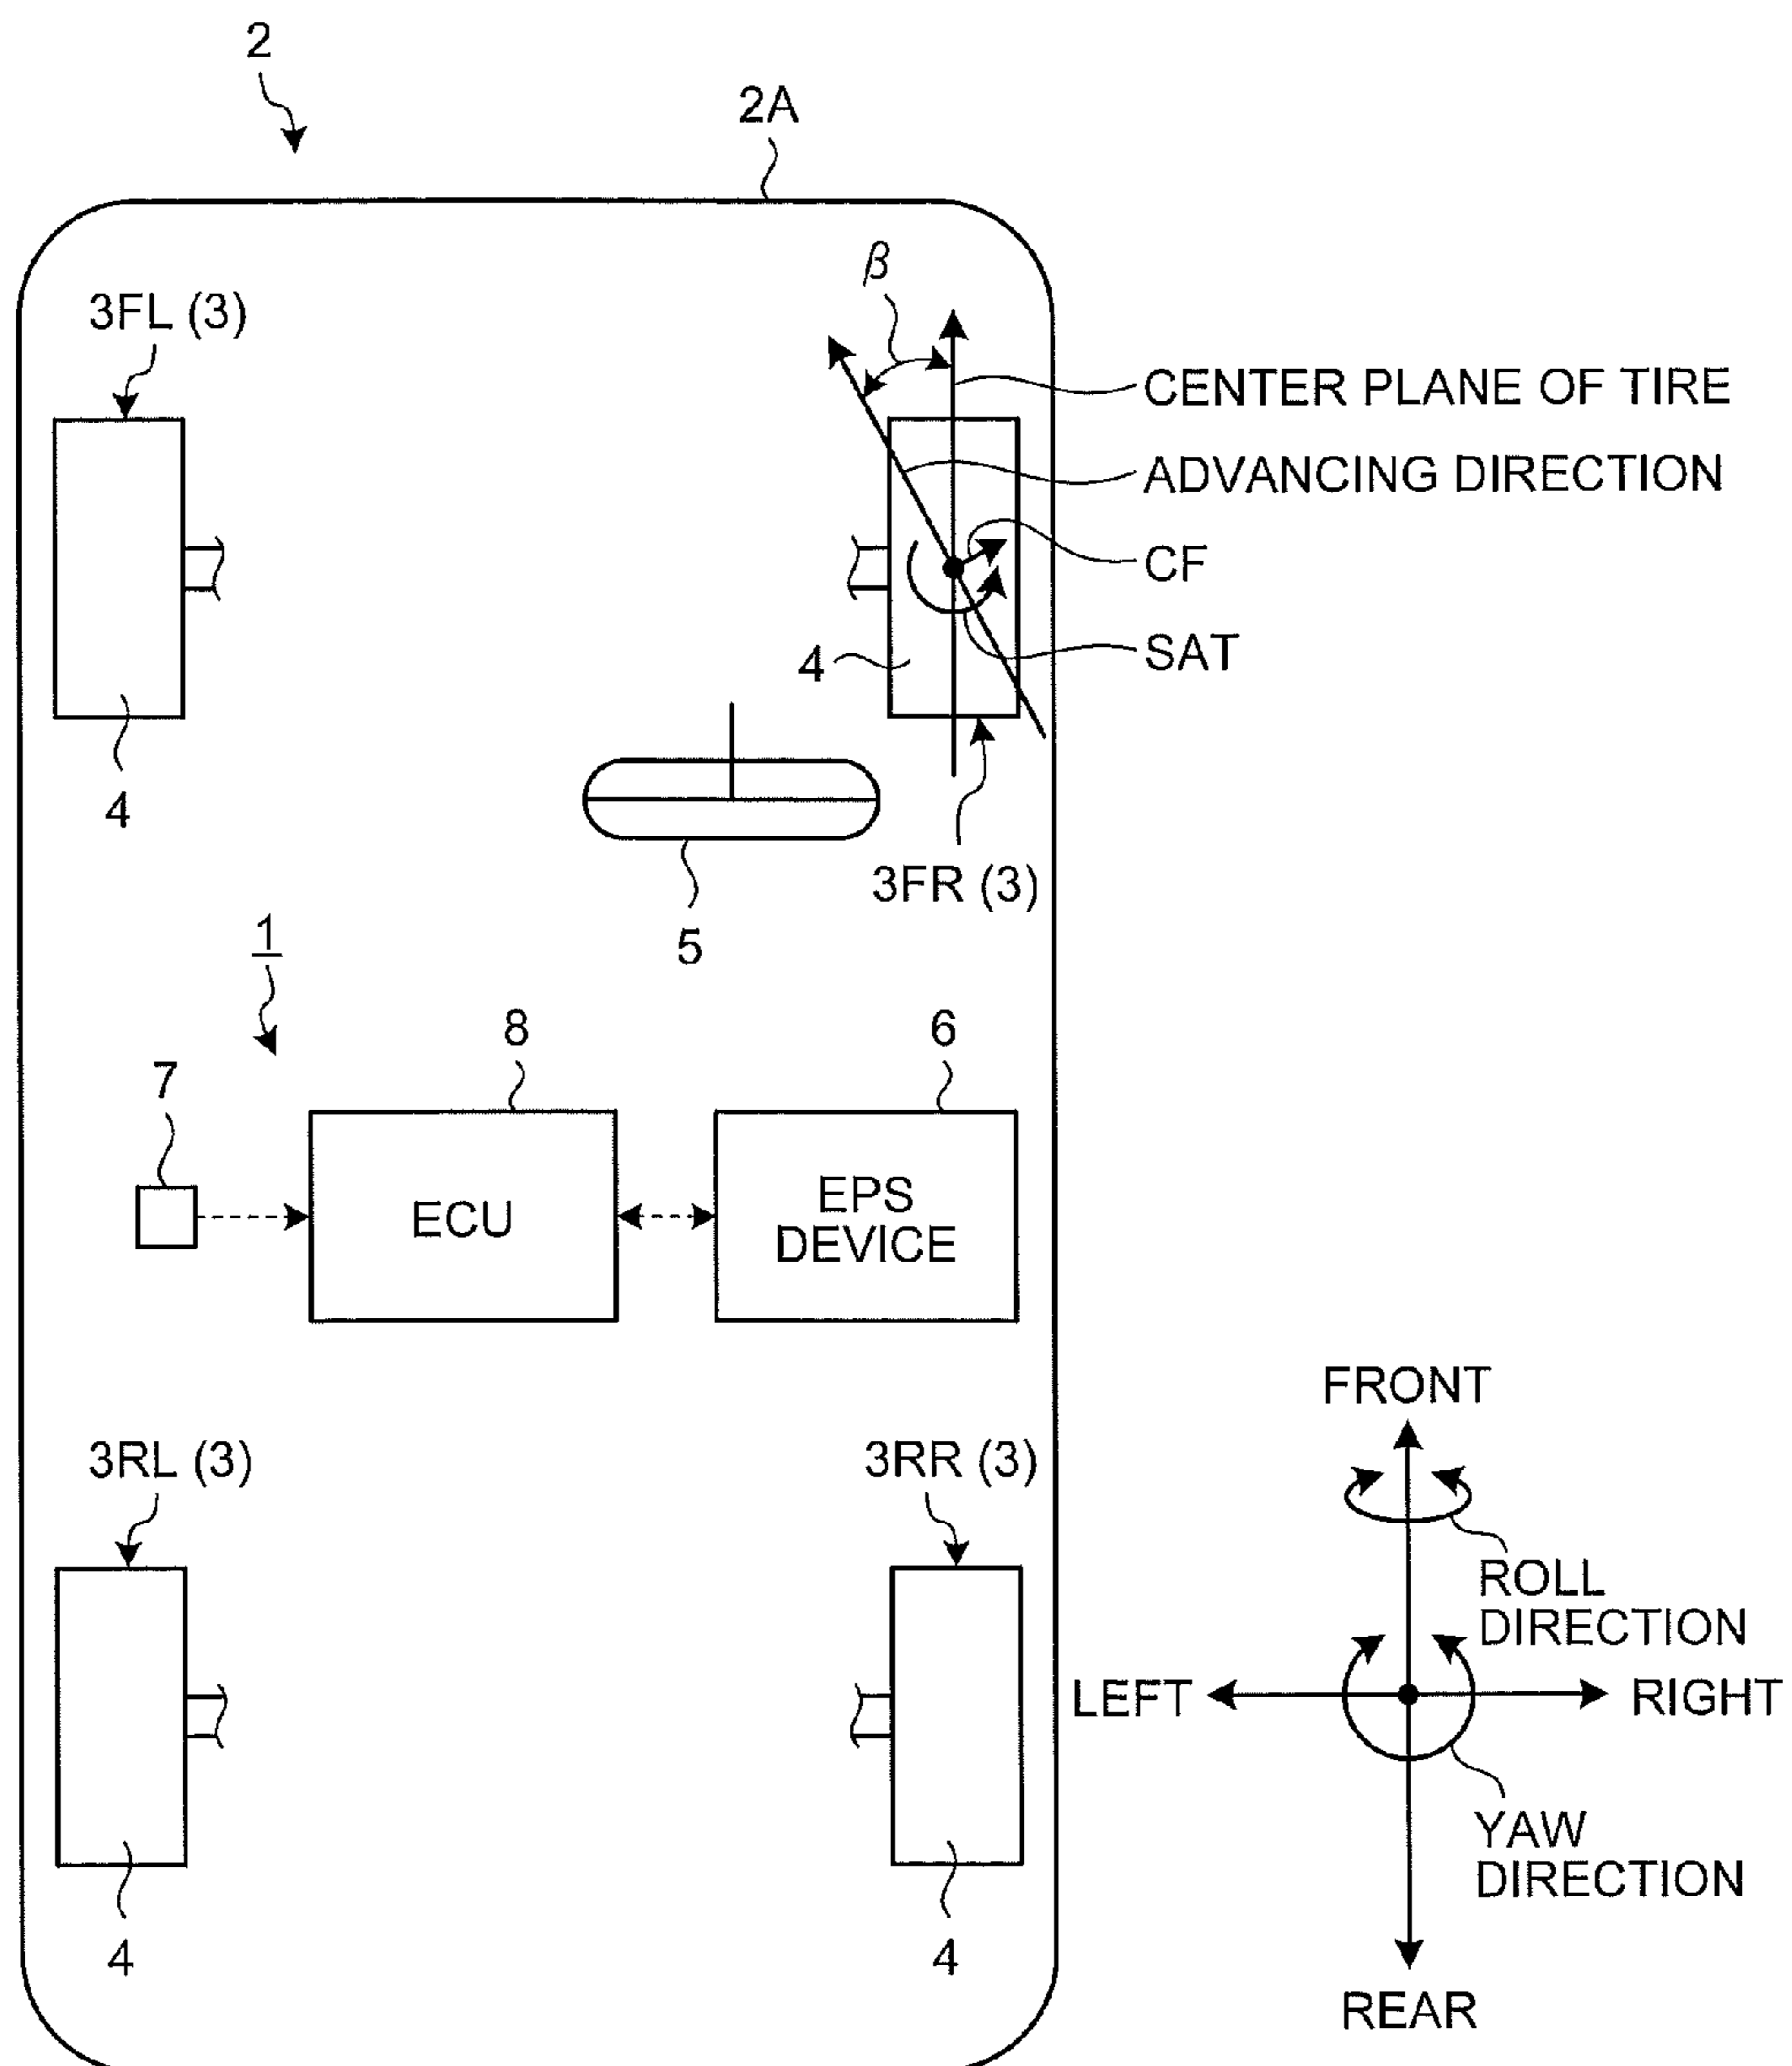 2
2A
β
3FL (3)
CENTER PLANE OF TIRE
ADVANCING DIRECTION
CF
4
SAT
4
3FR (3)
5
1
8
6
7
ECU
EPS
DEVICE
FRONT
3RL (3)
3RR (3)
ROLL
DIRECTION
LEFT
RIGHT
YAW
DIRECTION
4
4
REAR